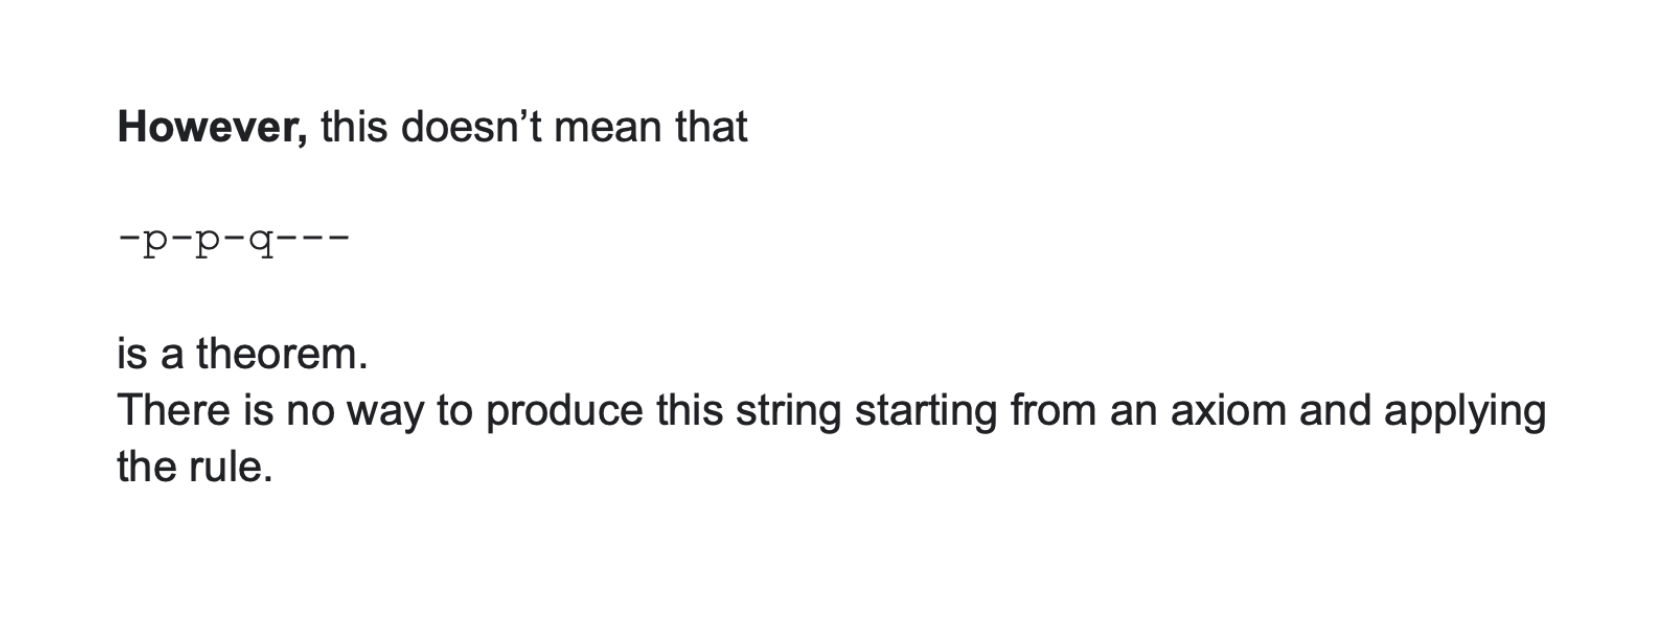 However, this doesn’t mean that
-p-p-q---
is a theorem.
There is no way to produce this string starting from an axiom and applying
the rule.